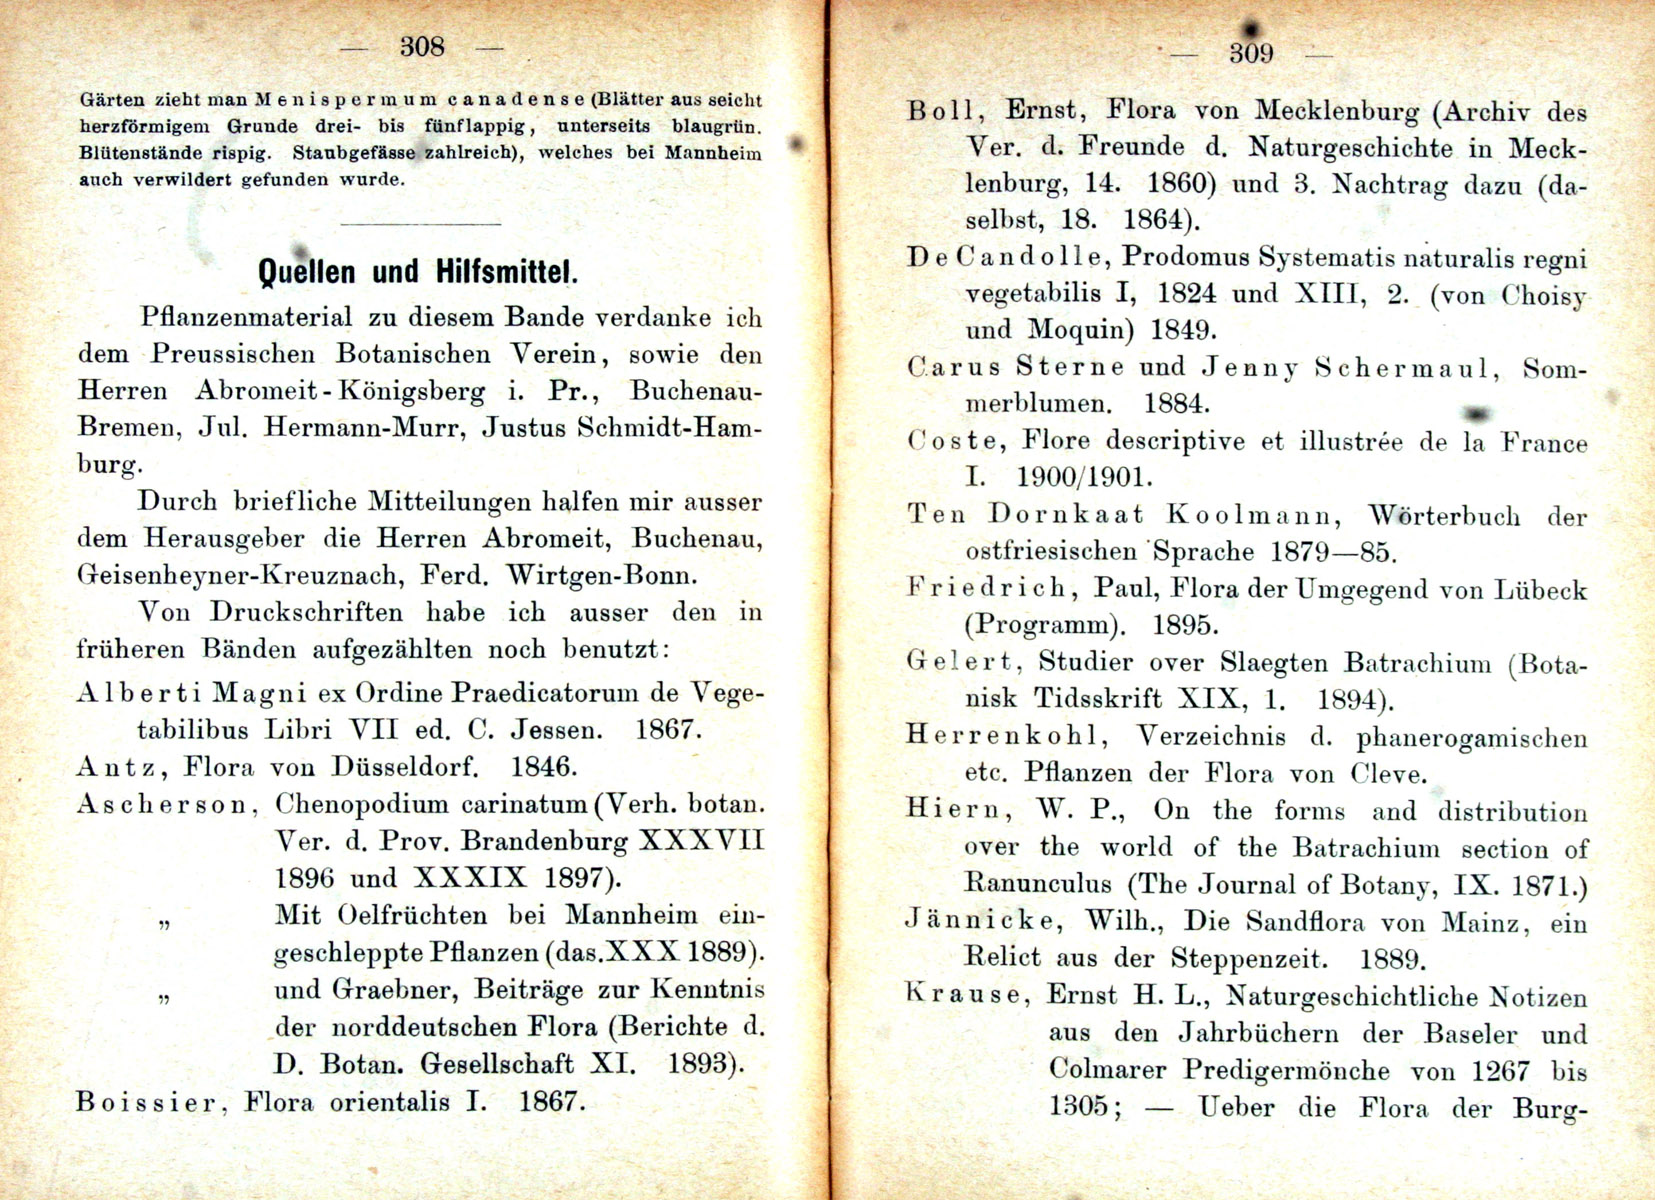 — 308 —
Gärten zieht man Menispermum canadense (Blätter aus seicht
herzförmigem Grunde drei- bis fünflappig, unterseits blaugrün.
Blütenstände rispig. Staubgefässe zahlreich), welches bei Mannheim
auch verwildert gefunden wurde.
Quellen und Hilfsmittel.
Pflanzenmaterial zu diesem Bande verdanke ich
dem Preussischen Botanischen Verein, sowie den
Herren Abromeit-Königsberg i. Pr., Buchenau-
Bremen, Jul. Hermann-Murr, Justus Schmidt-Ham-
burg.
Durch briefliche Mitteilungen halfen mir ausser
dem Herausgeber die Herren Abromeit, Buchenau,
Geisenheyner-Kreuznach, Ferd. Wirtgen-Bonn.
Von Druckschriften habe ich ausser den in
früheren Bänden aufgezählten noch benutzt:
Alberti Magni ex Ordine Praedicatorum de Vege-
tabilibus Libri VII ed. C. Jessen. 1867.
Antz, Flora von Düsseldorf. 1846.
Ascherson, Chenopodium carinatum (Verh. botan.
Ver. d. Prov. Brandenburg XXXVII
1896 und XXXIX 1897).
„ Mit Oelfrüchten bei Mannheim ein-
geschleppte Pflanzen (das. XXX 1889).
„ und Graebner, Beiträge zur Kenntnis
der norddeutschen Flora (Berichte d.
D. Botan. Gesellschaft XI. 1893).
Boissier, Flora orientalis I. 1867.
— 309 —
Boll, Ernst, Flora von Mecklenburg (Archiv des
Ver. d. Freunde d. Naturgeschichte in Meck-
lenburg, 14. 1860) und 3. Nachtrag dazu (da-
selbst, 18. 1864).
De Candolle, Prodomus Systematis naturalis regni
vegetabilis I, 1824 und XIII, 2. (von Choisy
und Moquin) 1849.
Carus Sterne und Jenny Schermaul, Som-
merblumen. 1884.
Coste, Flore descriptive et illustrée de la France
I. 1900/1901.
Ten Dornkaat Koolmann, Wörterbuch der
ostfriesischen Sprache 1879—85.
Friedrich, Paul, Flora der Umgegend von Lübeck
(Programm). 1895.
Gelert, Studier over Slaegten Batrachium (Bota-
nisk Tidsskrift XIX, 1. 1894).
Herrenkohl, Verzeichnis d. phanerogamischen
etc. Pflanzen der Flora von Cleve.
Hiern, W. P., On the forms and distribution
over the world of the Batrachium section of
Ranunculus (The Journal of Botany, IX. 1871.)
Jännicke, Wilh., Die Sandflora von Mainz, ein
Relict aus der Steppenzeit. 1889.
Krause, Ernst H. L., Naturgeschichtliche Notizen
aus den Jahrbüchern der Baseler und
Colmarer Predigermönche von 1267 bis
1305; — Ueber die Flora der Burg-